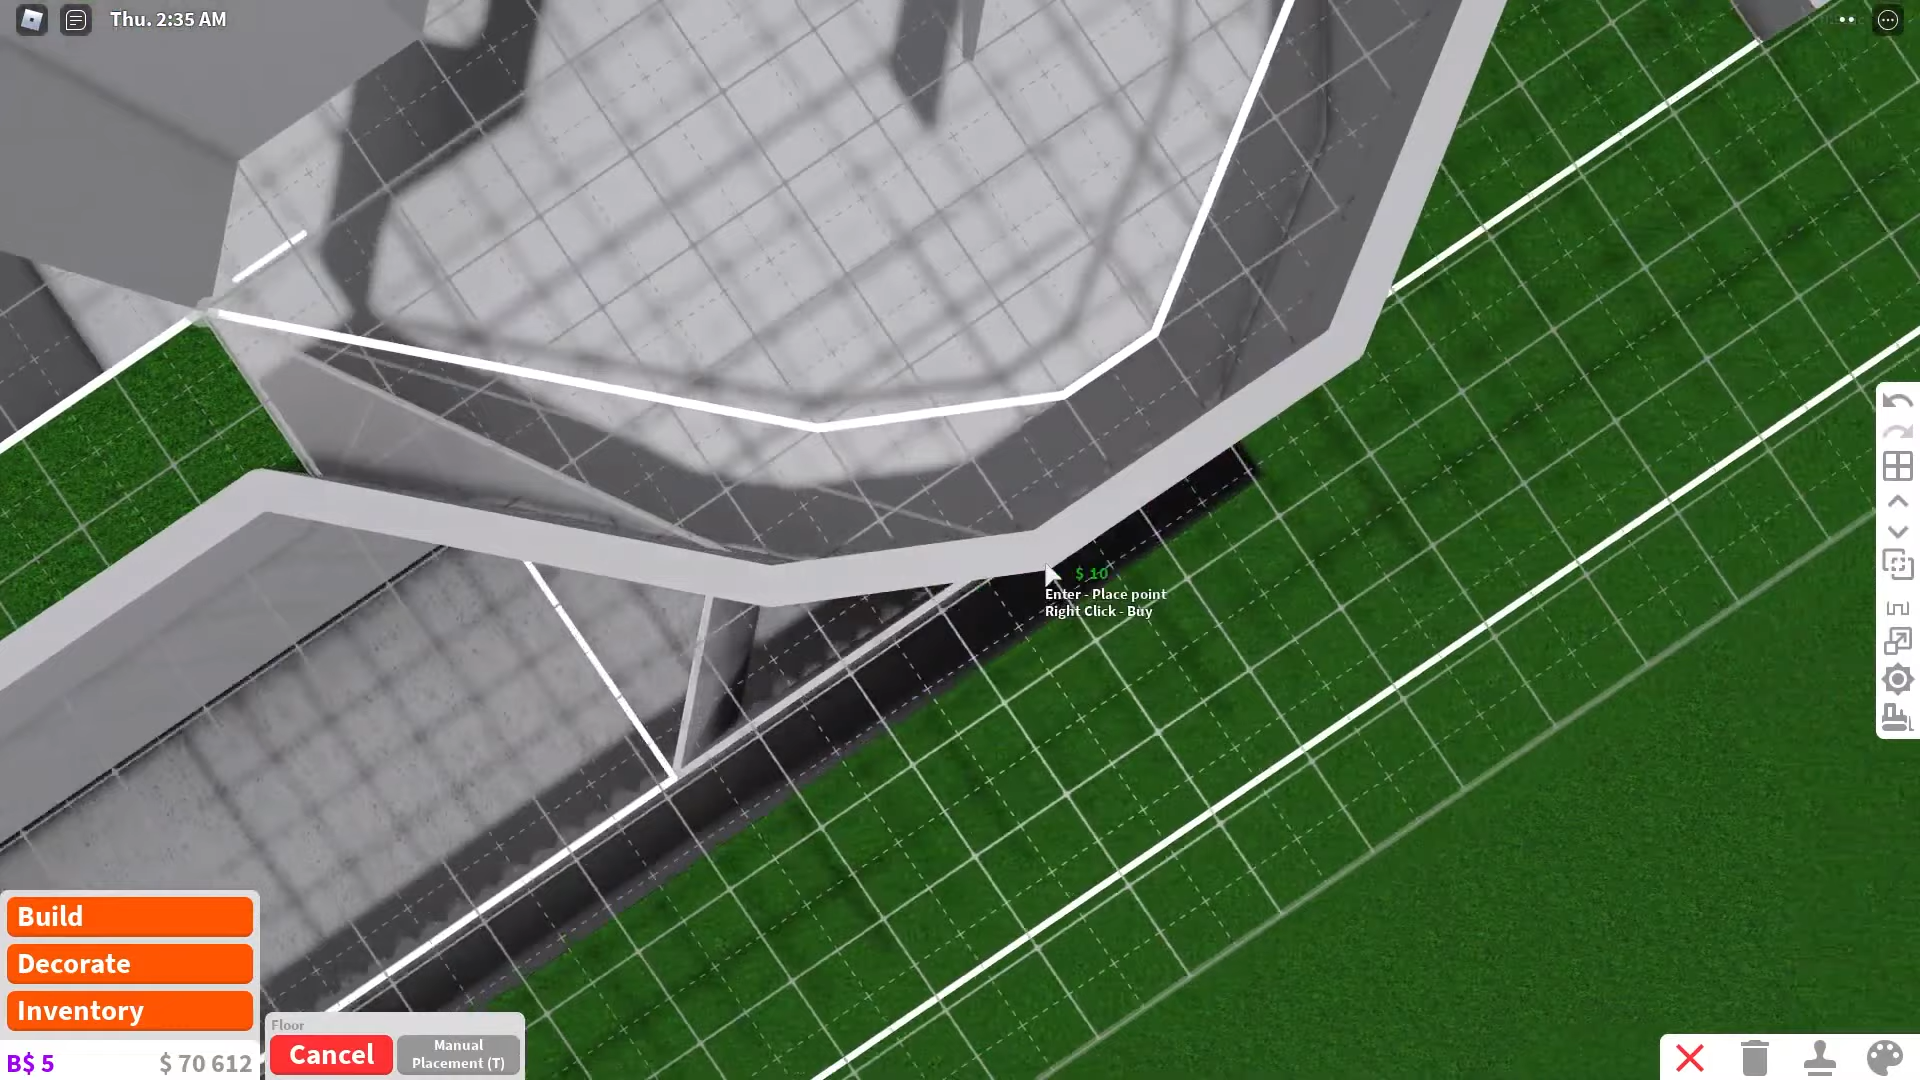 Thu. 2:35 AM
$ 10
Enter - Place point
Right Click - Buy
Build
Decorate
Inventory
B$ 5
$ 70 612
Floor
Cancel
Manual
Placement (T)